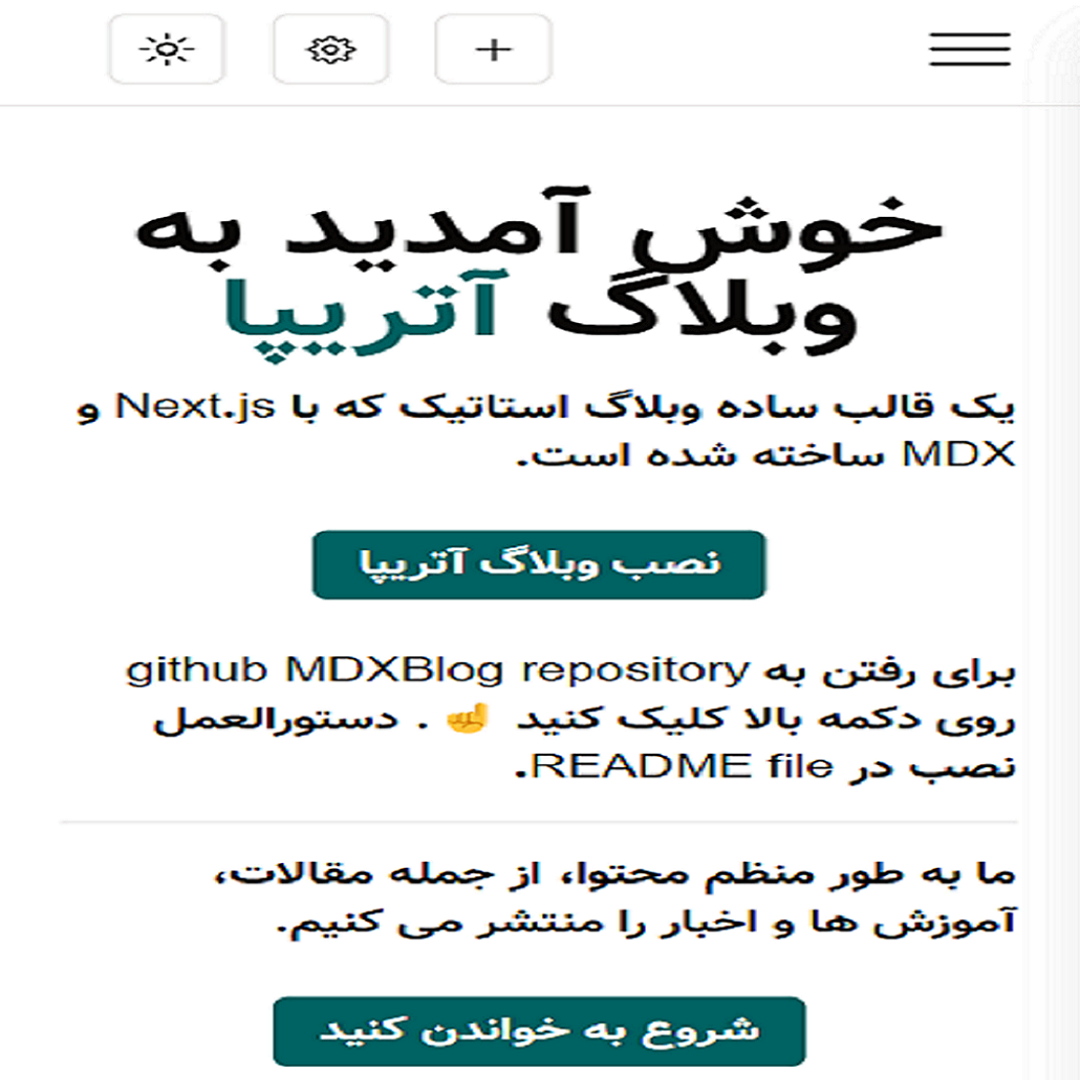 خوش آمدید به
وبلاگ آتریپا
یک قالب ساده وبلاگ استاتیک که با Next.js و
MDX ساخته شده است.
نصب وبلاگ آتریپا
برای رفتن به github MDXBlog repository
روی دکمه بالا کلیک کنید ☝️ . دستورالعمل
نصب در README file.
ما به طور منظم محتوا، از جمله مقالات،
آموزش ها و اخبار را منتشر می کنیم.
شروع به خواندن کنید